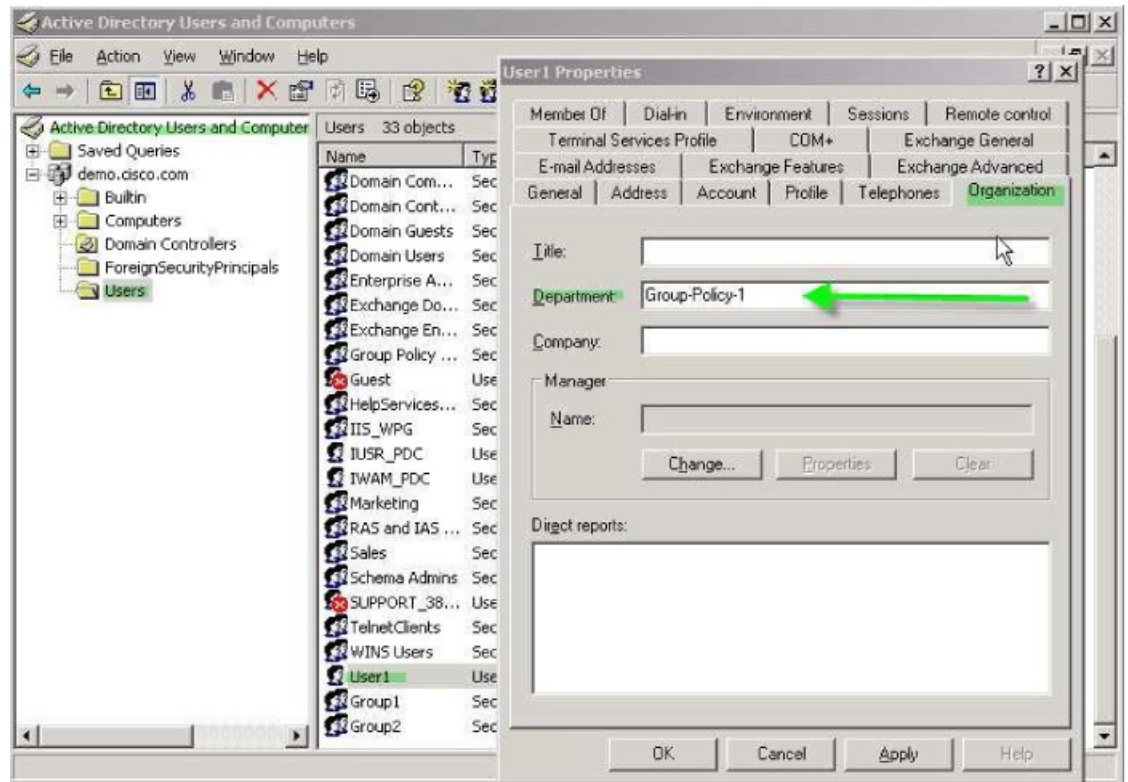 Active Directory Users and Computers
File Action View Window Help
Active Directory Users and Computer
Saved Queries
demo.cisco.com
Builtin
Computers
Domain Controllers
ForeignSecurityPrincipals
Users
Users 33 objects
Name Typ
Domain Com... Sec
Domain Cont... Sec
Domain Guests Sec
Domain Users Sec
Enterprise A... Sec
Exchange Do... Sec
Exchange En... Sec
Group Policy ... Sec
Guest Use
HelpServices... Sec
IIS_WPG Sec
IUSR_PDC Use
IWAM_PDC Use
Marketing Sec
RAS and IAS ... Sec
Sales Sec
Schema Admins Sec
SUPPORT_38... Use
TelnetClients Sec
WINS Users Sec
User1 Use
Group1 Sec
Group2 Sec
User1 Properties
Member Of Dial-in Environment Sessions Remote control
Terminal Services Profile COM+ Exchange General
E-mail Addresses Exchange Features Exchange Advanced
General Address Account Profile Telephones Organization
Title:
Department: Group-Policy-1
Company:
Manager
Name:
Change... Properties Clear
Direct reports:
OK Cancel Apply Help